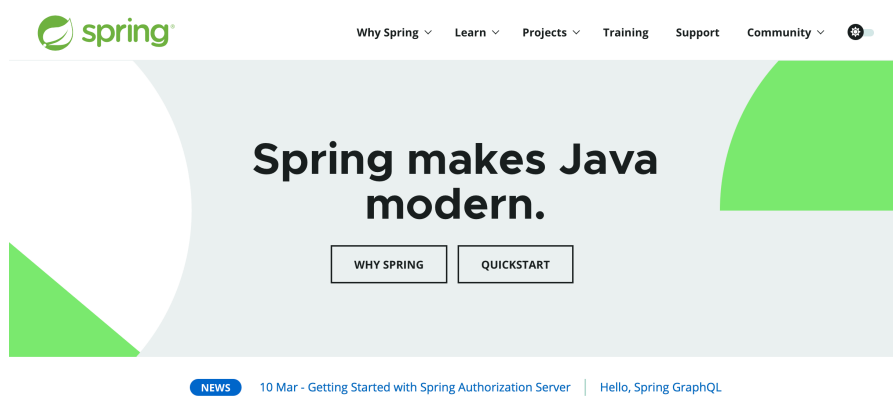 spring
Why Spring Learn Projects Training Support Community
Spring makes Java
modern.
WHY SPRING QUICKSTART
NEWS 10 Mar - Getting Started with Spring Authorization Server Hello, Spring GraphQL